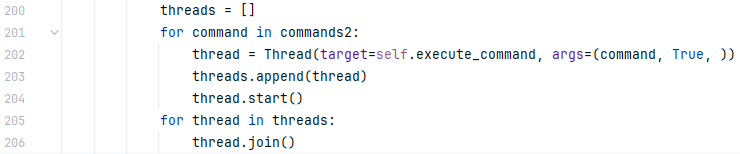 200 threads = []
201 for command in commands2:
202 thread = Thread(target=self.execute_command, args=(command, True, ))
203 threads.append(thread)
204 thread.start()
205 for thread in threads:
206 thread.join()